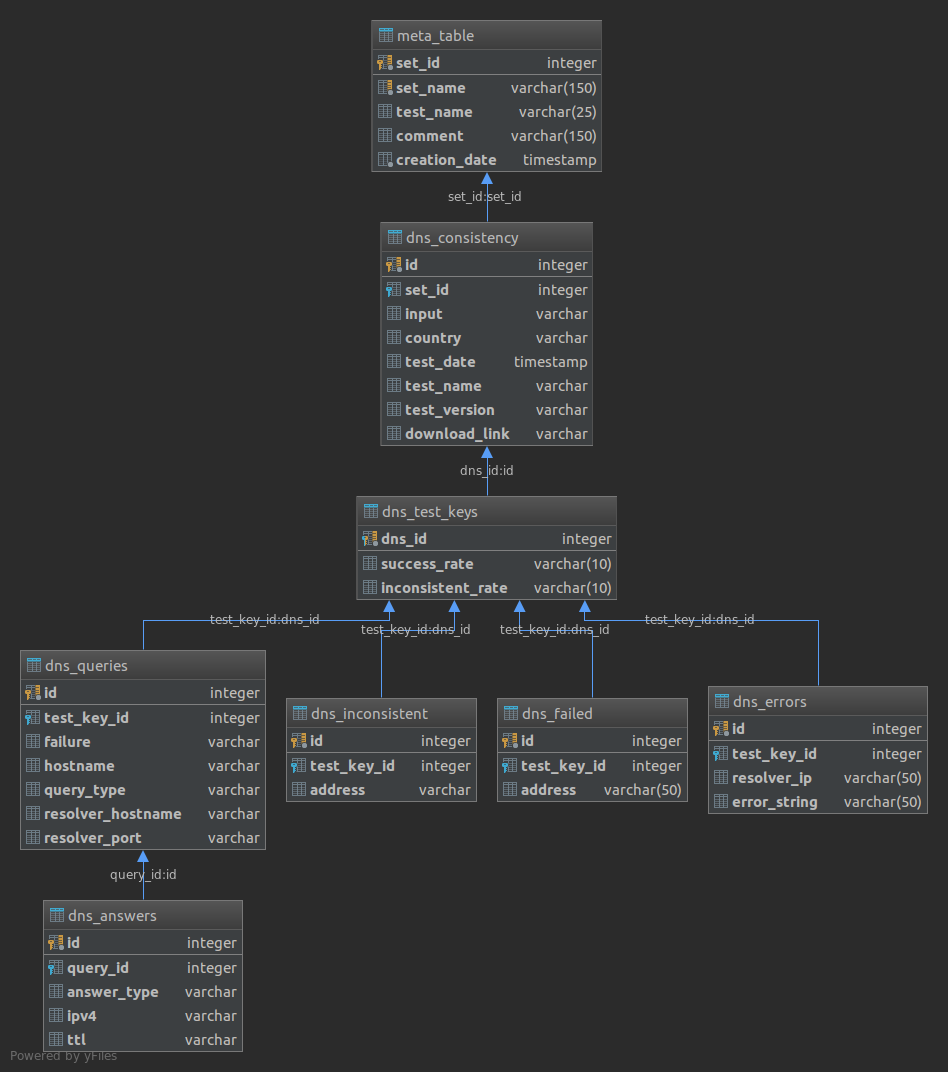 meta_table
set_id integer
set_name varchar(150)
test_name varchar(25)
comment varchar(150)
creation_date timestamp
set_id:set_id
dns_consistency
id integer
set_id integer
input varchar
country varchar
test_date timestamp
test_name varchar
test_version varchar
download_link varchar
dns_id:id
dns_test_keys
dns_id integer
success_rate varchar(10)
inconsistent_rate varchar(10)
test_key_id:dns_id
test_key_id:dns_id
test_key_id:dns_id
test_key_id:dns_id
dns_queries
id integer
test_key_id integer
failure varchar
hostname varchar
query_type varchar
resolver_hostname varchar
resolver_port varchar
dns_inconsistent
id integer
test_key_id integer
address varchar
dns_failed
id integer
test_key_id integer
address varchar(50)
dns_errors
id integer
test_key_id integer
resolver_ip varchar(50)
error_string varchar(50)
query_id:id
dns_answers
id integer
query_id integer
answer_type varchar
ipv4 varchar
ttl varchar
Powered by yFiles